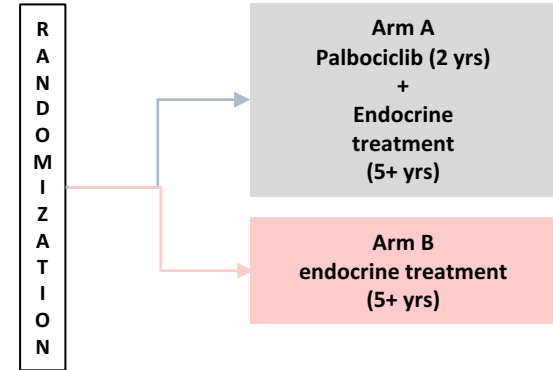 R
A
N
D
O
M
I
Z
A
T
I
O
N
Arm A
Palbociclib (2 yrs)
+
Endocrine
treatment
(5+ yrs)
Arm B
endocrine treatment
(5+ yrs)